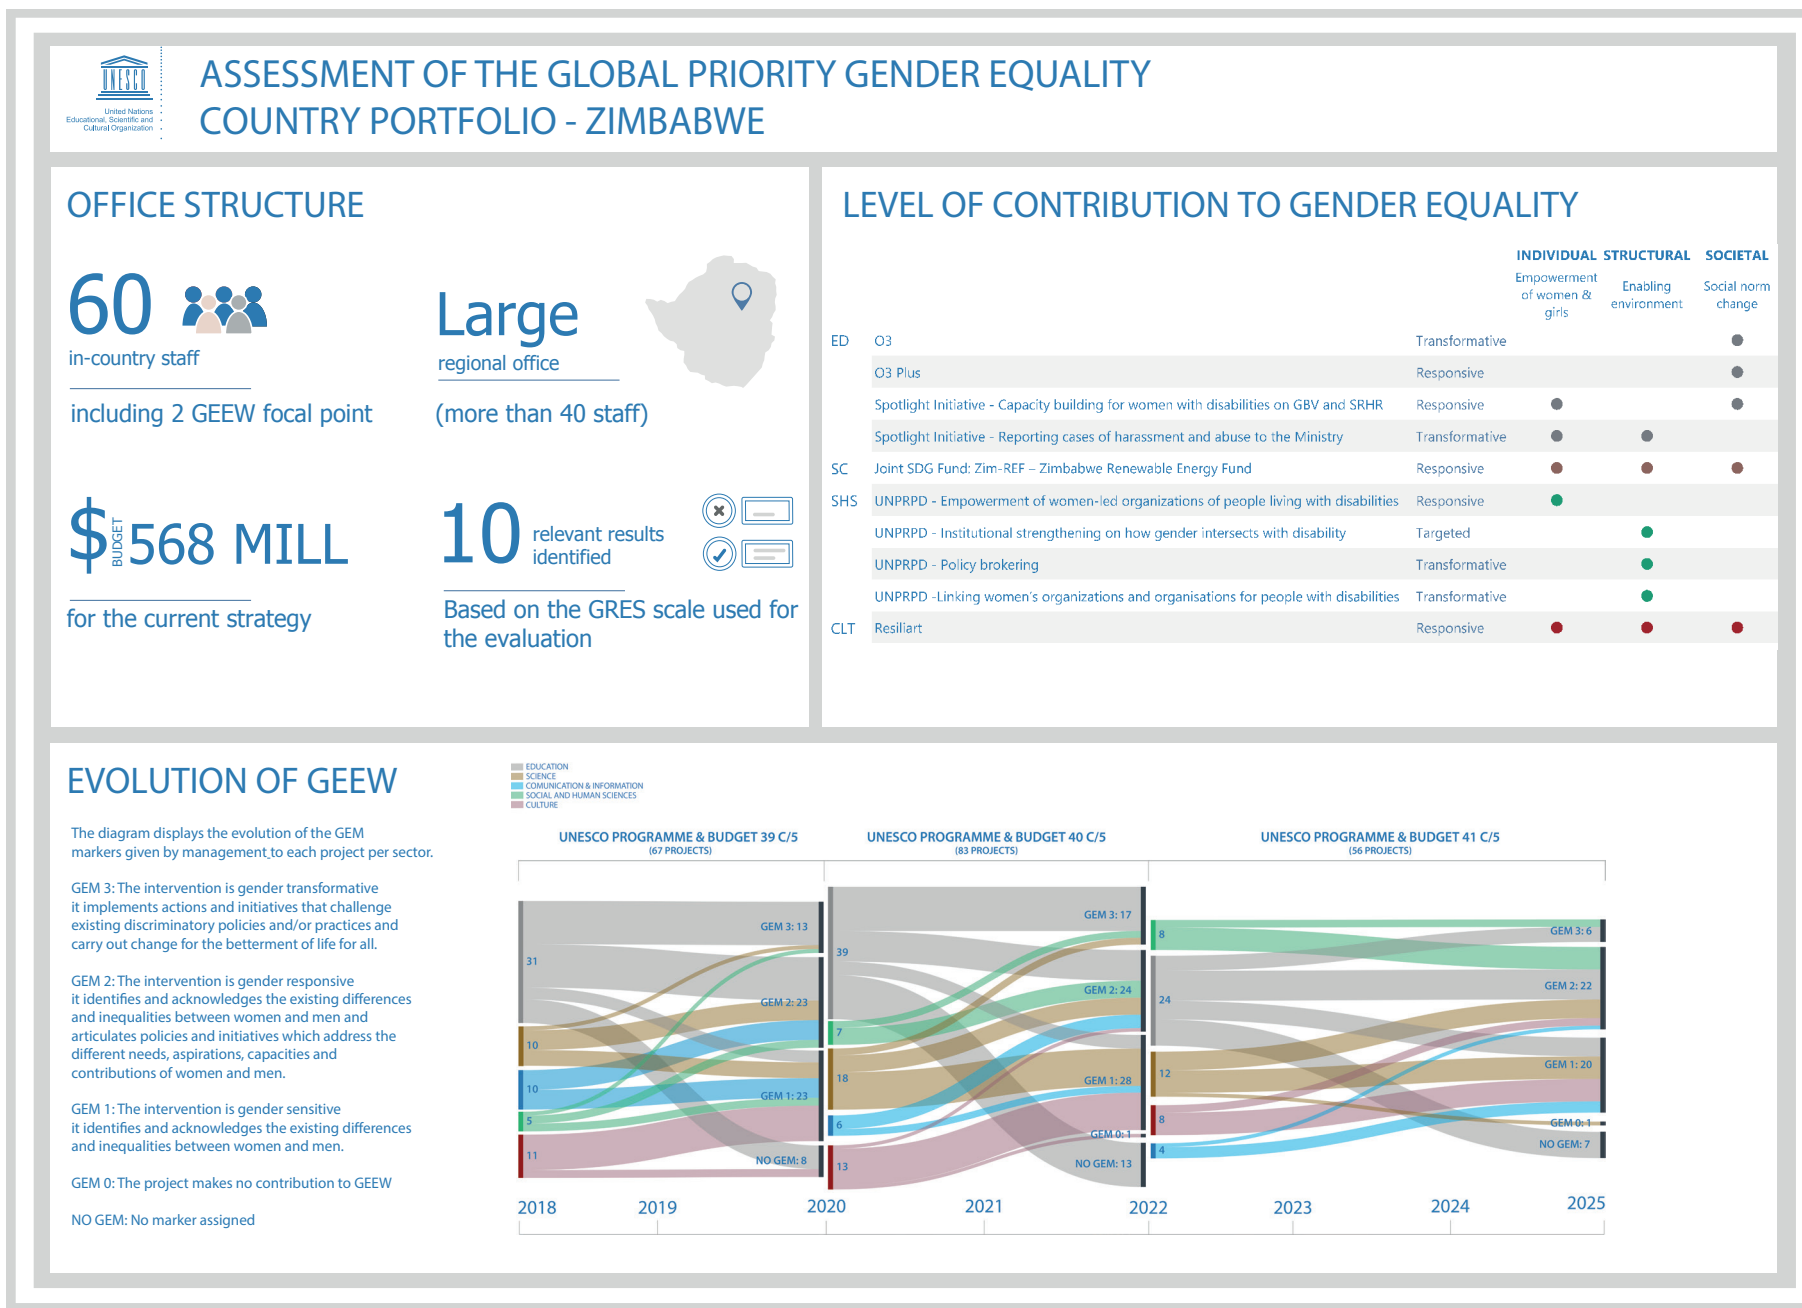 UNESCO
United Nations
Educational, Scientific and
Cultural Organization
ASSESSMENT OF THE GLOBAL PRIORITY GENDER EQUALITY
COUNTRY PORTFOLIO - ZIMBABWE
OFFICE STRUCTURE
60
in-country staff
including 2 GEEW focal point
Large
regional office
(more than 40 staff)
$ BUDGET 568 MILL
for the current strategy
10 relevant results
identified
Based on the GRES scale used for
the evaluation
LEVEL OF CONTRIBUTION TO GENDER EQUALITY
INDIVIDUAL STRUCTURAL SOCIETAL
Empowerment
of women &
girls
Enabling
environment
Social norm
change
ED O3 Transformative
O3 Plus Responsive
Spotlight Initiative - Capacity building for women with disabilities on GBV and SRHR Responsive
Spotlight Initiative - Reporting cases of harassment and abuse to the Ministry Transformative
SC Joint SDG Fund: Zim-REF – Zimbabwe Renewable Energy Fund Responsive
SHS UNPRPD - Empowerment of women-led organizations of people living with disabilities Responsive
UNPRPD - Institutional strengthening on how gender intersects with disability Targeted
UNPRPD - Policy brokering Transformative
UNPRPD -Linking women's organizations and organisations for people with disabilities Transformative
CLT Resiliart Responsive
EVOLUTION OF GEEW
The diagram displays the evolution of the GEM
markers given by management to each project per sector.
GEM 3: The intervention is gender transformative
it implements actions and initiatives that challenge
existing discriminatory policies and/or practices and
carry out change for the betterment of life for all.
GEM 2: The intervention is gender responsive
it identifies and acknowledges the existing differences
and inequalities between women and men and
articulates policies and initiatives which address the
different needs, aspirations, capacities and
contributions of women and men.
GEM 1: The intervention is gender sensitive
it identifies and acknowledges the existing differences
and inequalities between women and men.
GEM 0: The project makes no contribution to GEEW
NO GEM: No marker assigned
EDUCATION
SCIENCE
COMUNICATION & INFORMATION
SOCIAL AND HUMAN SCIENCES
CULTURE
UNESCO PROGRAMME & BUDGET 39 C/5
(67 PROJECTS)
31
10
10
5
11
GEM 3: 13
GEM 2: 23
GEM 1: 23
NO GEM: 8
UNESCO PROGRAMME & BUDGET 40 C/5
(83 PROJECTS)
39
7
18
6
13
GEM 3: 17
GEM 2: 24
GEM 1: 28
GEM 0: 1
NO GEM: 13
UNESCO PROGRAMME & BUDGET 41 C/5
(56 PROJECTS)
8
24
12
8
4
GEM 3: 6
GEM 2: 22
GEM 1: 20
GEM 0: 1
NO GEM: 7
2018 2019 2020 2021 2022 2023 2024 2025